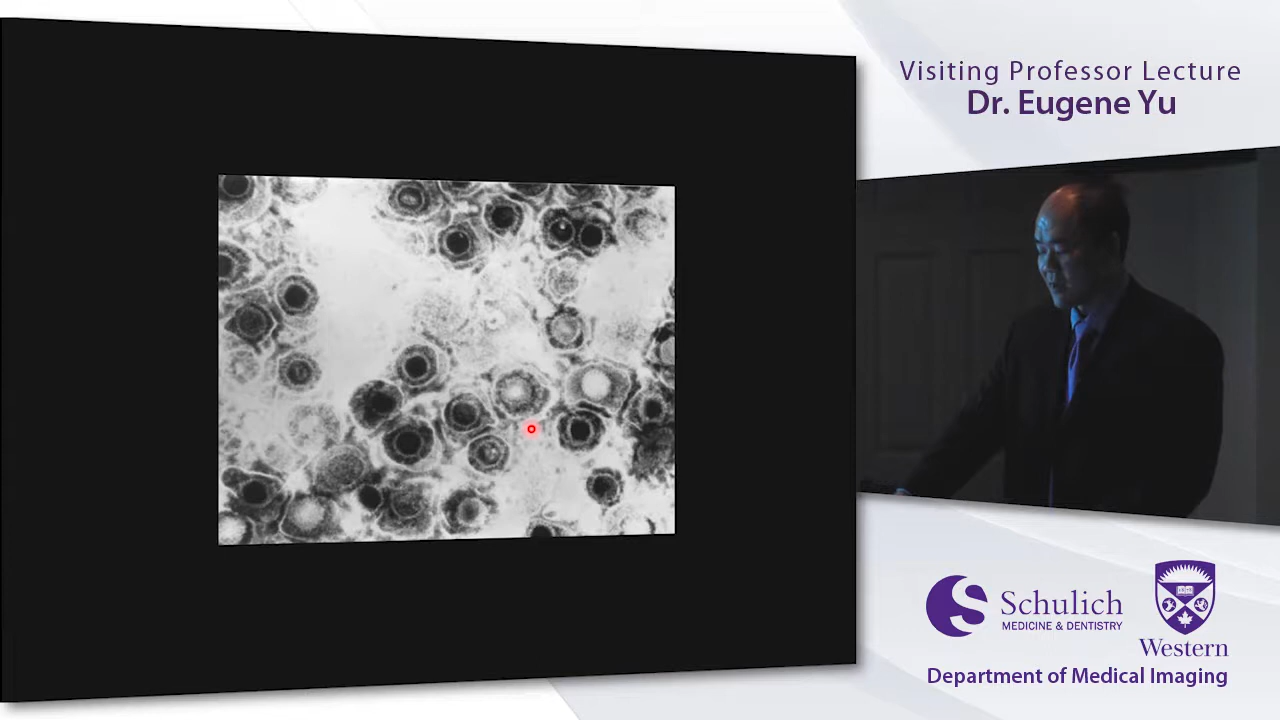 Visiting Professor Lecture
Dr. Eugene Yu
Schulich
MEDICINE & DENTISTRY
Western
Department of Medical Imaging